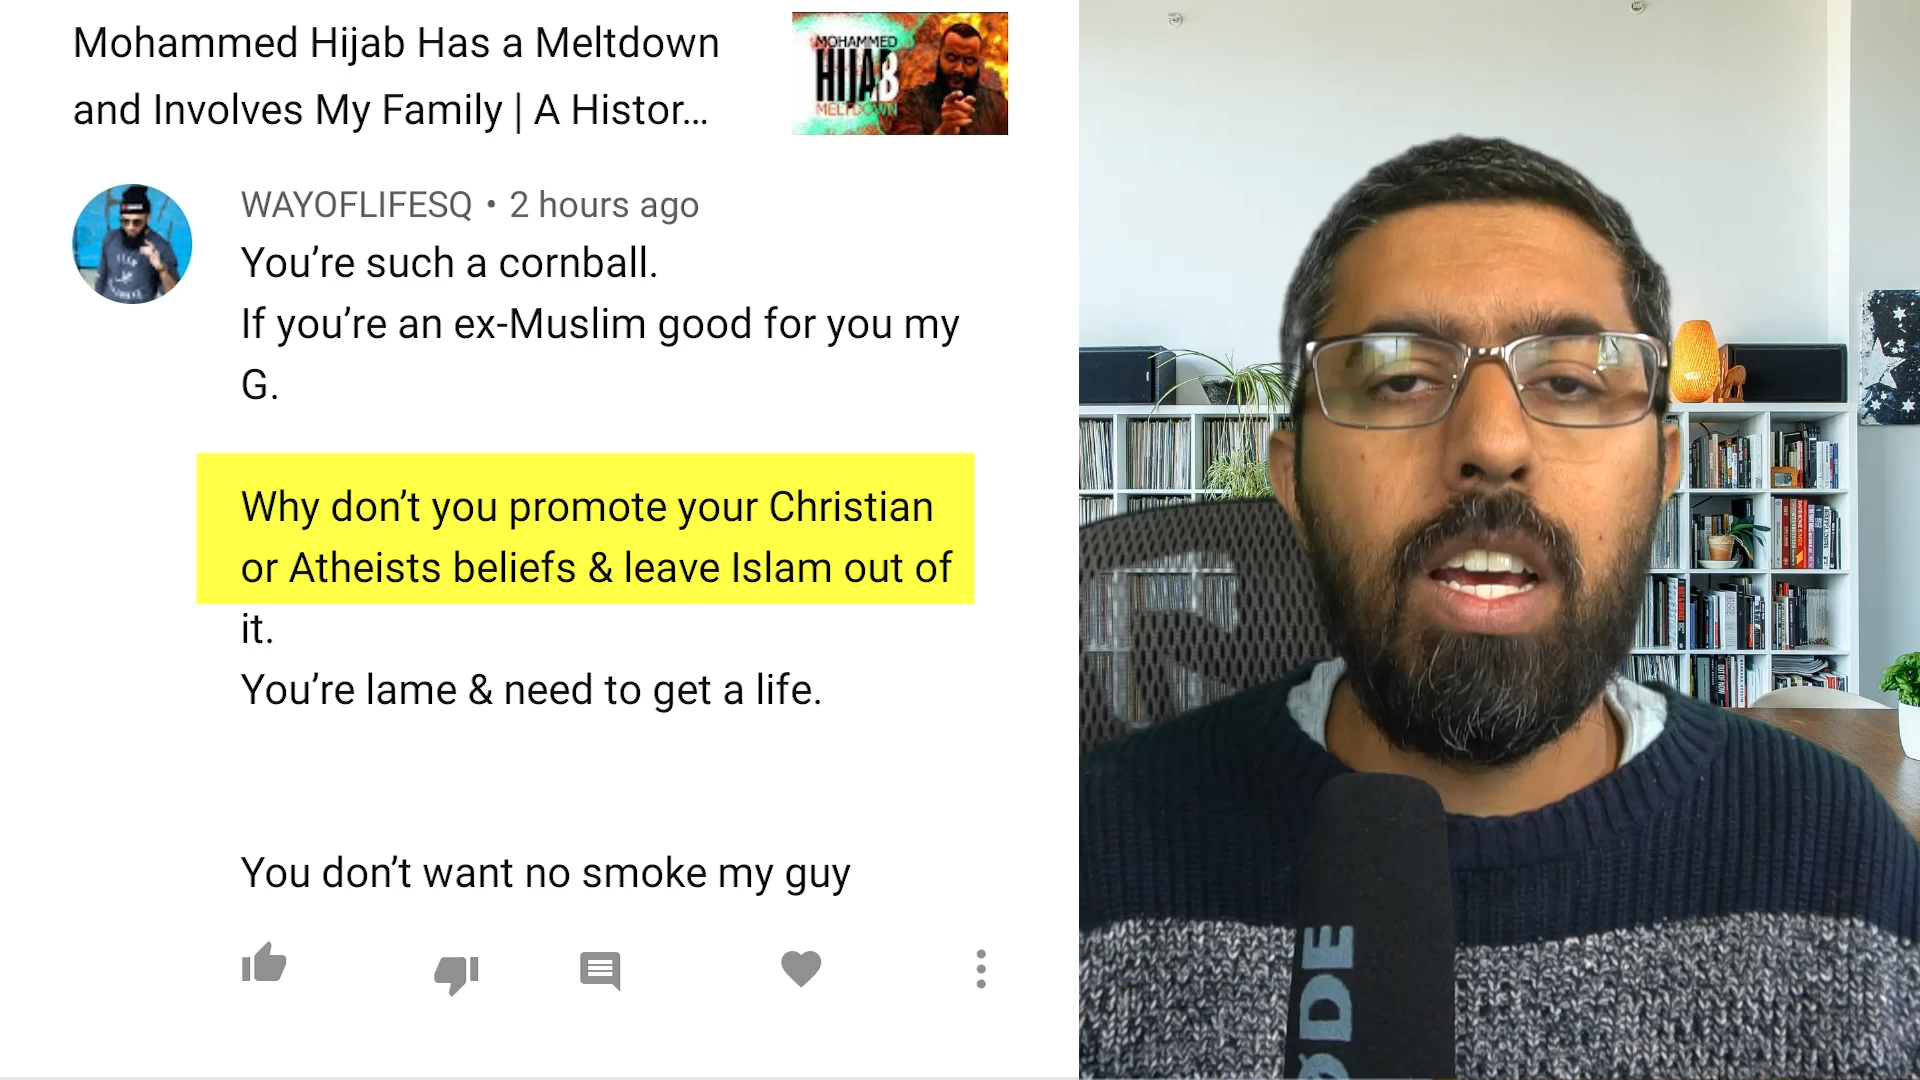 Mohammed Hijab Has a Meltdown
and Involves My Family | A Histor...
MOHAMMED
HIJAB
MELTDOWN
WAYOFLIFESQ • 2 hours ago
You’re such a cornball.
If you’re an ex-Muslim good for you my
G.
Why don’t you promote your Christian
or Atheists beliefs & leave Islam out of
it.
You’re lame & need to get a life.
You don’t want no smoke my guy
RØDE